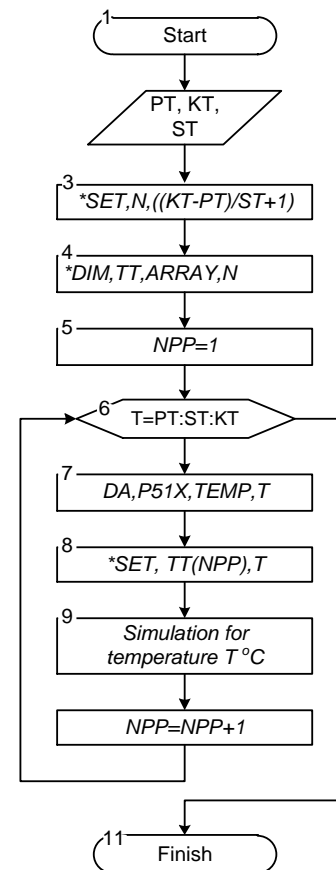 1
Start
PT, KT,
ST
3
*SET,N,((KT-PT)/ST+1)
4
*DIM,TT,ARRAY,N
5
NPP=1
6
T=PT:ST:KT
7
DA,P51X,TEMP,T
8
*SET, TT(NPP),T
9
Simulation for
temperature T °C
NPP=NPP+1
11
Finish